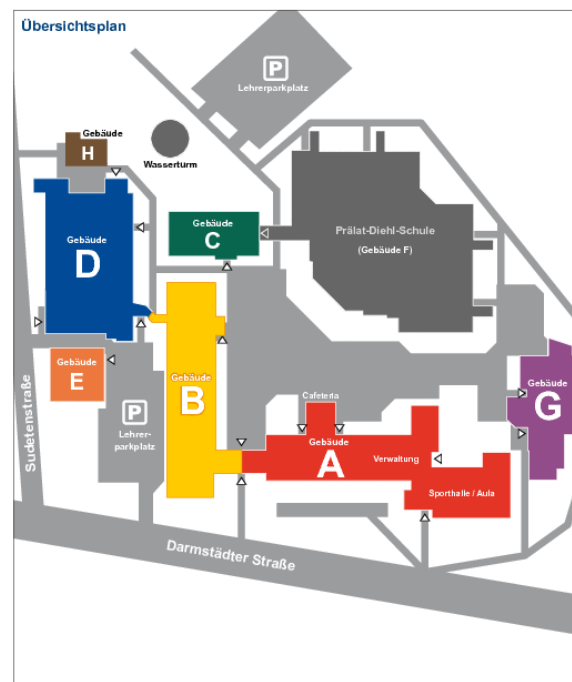 Übersichtsplan
P
Lehrerparkplatz
Gebäude
H
Wasserturm
Gebäude
C
Prälat-Diehl-Schule
(Gebäude F)
Gebäude
D
Gebäude
E
Gebäude
B
P
Lehrer-
parkplatz
Cafeteria
Gebäude
A
Verwaltung
Sporthalle / Aula
Gebäude
G
Sudetenstraße
Darmstädter Straße